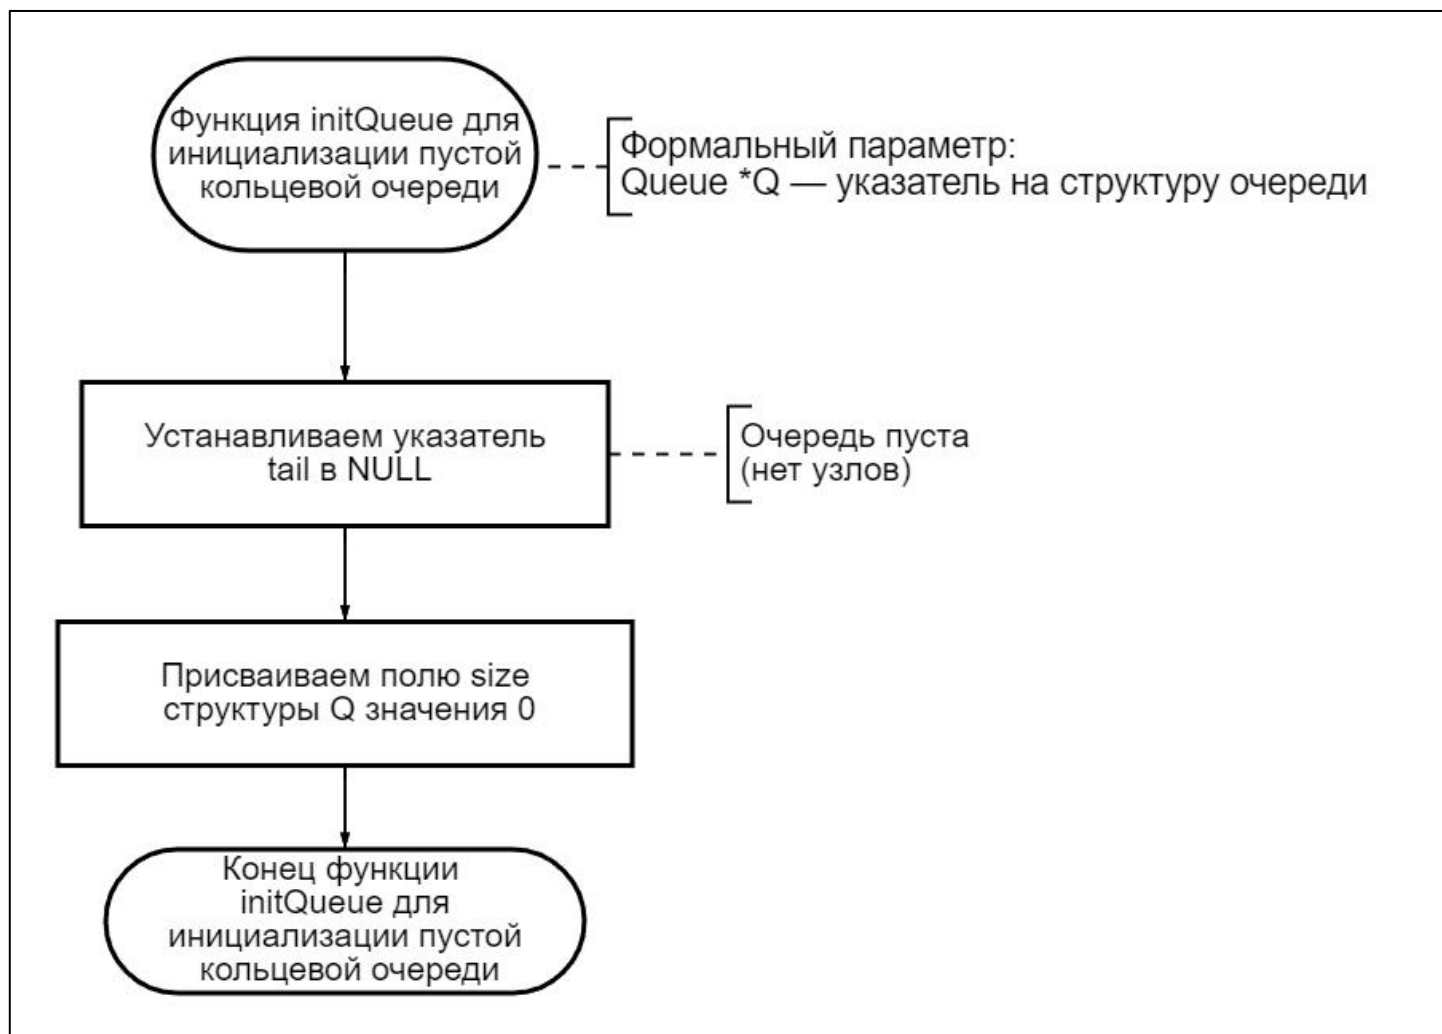 Функция initQueue для
инициализации пустой
кольцевой очереди
Формальный параметр:
Queue *Q — указатель на структуру очереди
Устанавливаем указатель
tail в NULL
Очередь пуста
(нет узлов)
Присваиваем полю size
структуры Q значения 0
Конец функции
initQueue для
инициализации пустой
кольцевой очереди